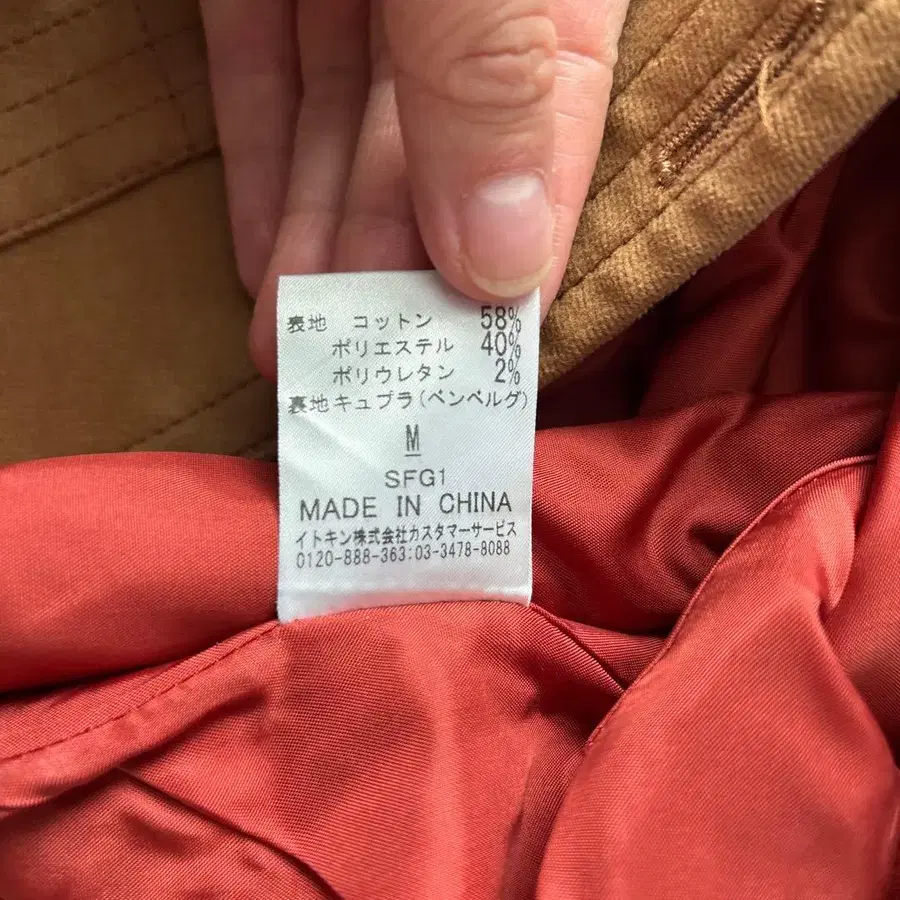 表地 コットン 58%
ポリエステル 40%
ポリウレタン 2%
裏地キュプラ(ベンベルグ)
M
SFG1
MADE IN CHINA
イトキン株式会社カスタマーサービス
0120-888-363:03-3478-8088